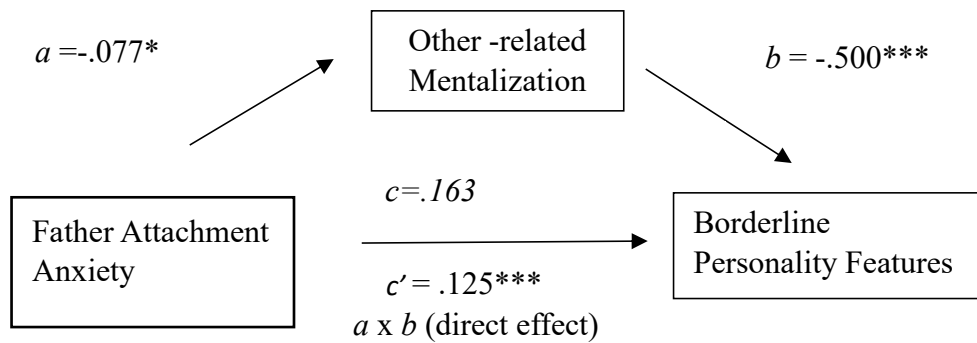 a =-.077*
Other -related
Mentalization
b = -.500***
c=.163
Father Attachment
Anxiety
Borderline
Personality Features
c′ = .125***
a x b (direct effect)